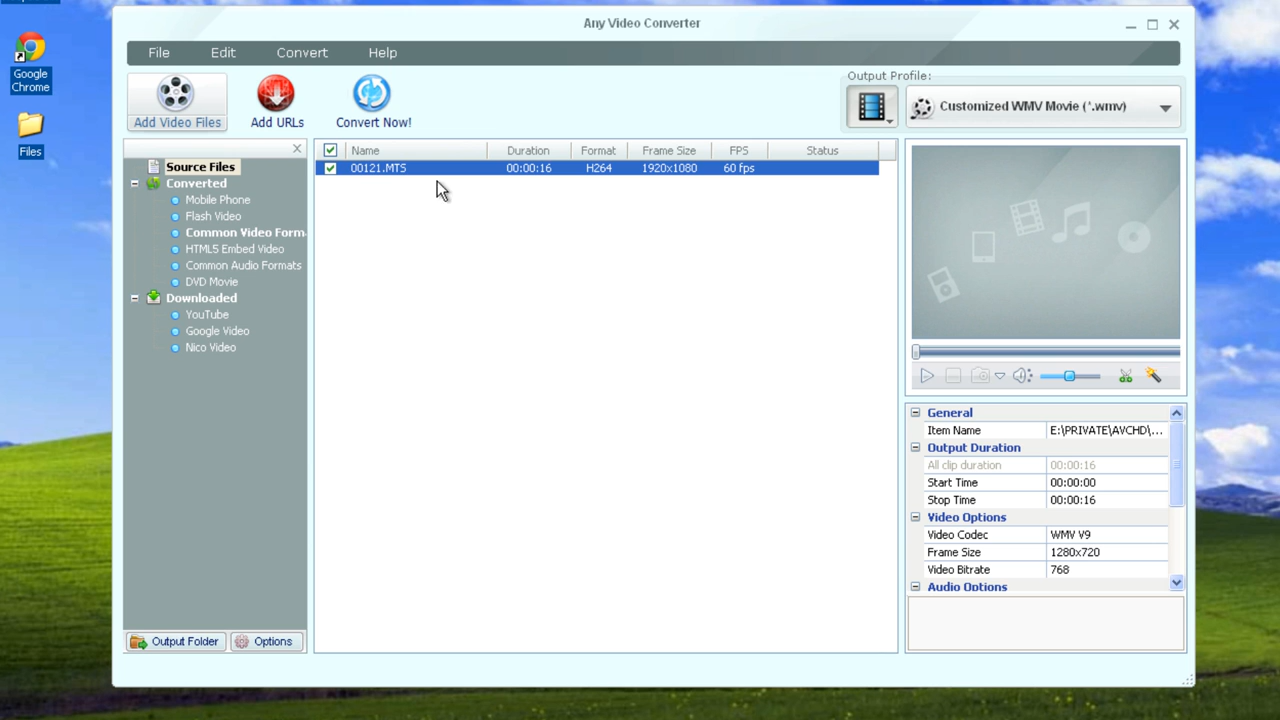 Any Video Converter
File Edit Convert Help
Google
Chrome
Files
Add Video Files
Add URLs
Convert Now!
Output Profile:
Customized WMV Movie (*.wmv)
Source Files
Converted
Mobile Phone
Flash Video
Common Video Form
HTML5 Embed Video
Common Audio Formats
DVD Movie
Downloaded
YouTube
Google Video
Nico Video
Output Folder
Options
Name Duration Format Frame Size FPS Status
00121.MTS 00:00:16 H264 1920x1080 60 fps
General
Item Name E:\PRIVATE\AVCHD\...
Output Duration
All clip duration 00:00:16
Start Time 00:00:00
Stop Time 00:00:16
Video Options
Video Codec WMV V9
Frame Size 1280x720
Video Bitrate 768
Audio Options